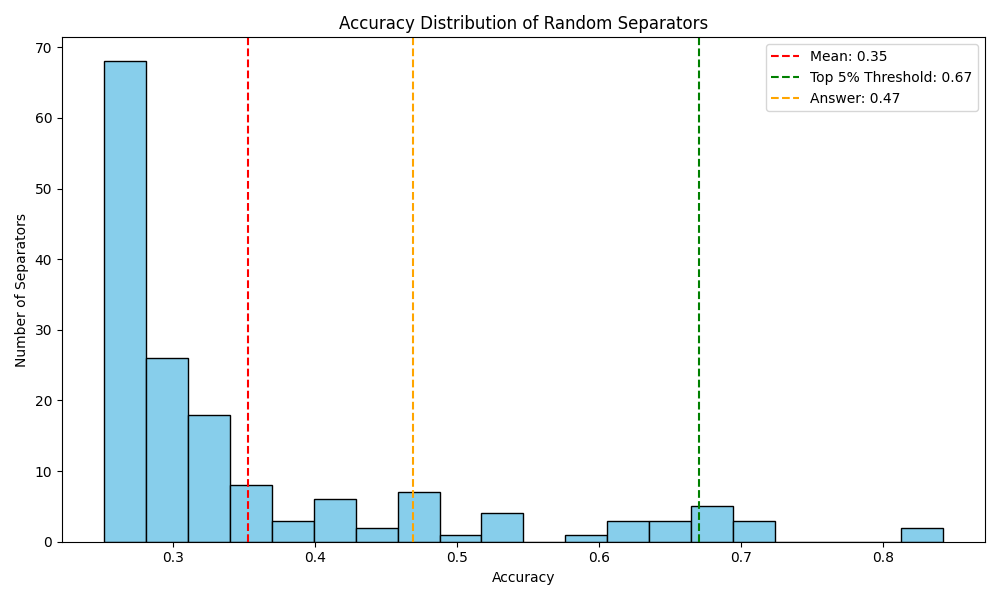 Accuracy Distribution of Random Separators
Mean: 0.35
Top 5% Threshold: 0.67
Answer: 0.47
Number of Separators
70
60
50
40
30
20
10
0
0.3 0.4 0.5 0.6 0.7 0.8
Accuracy